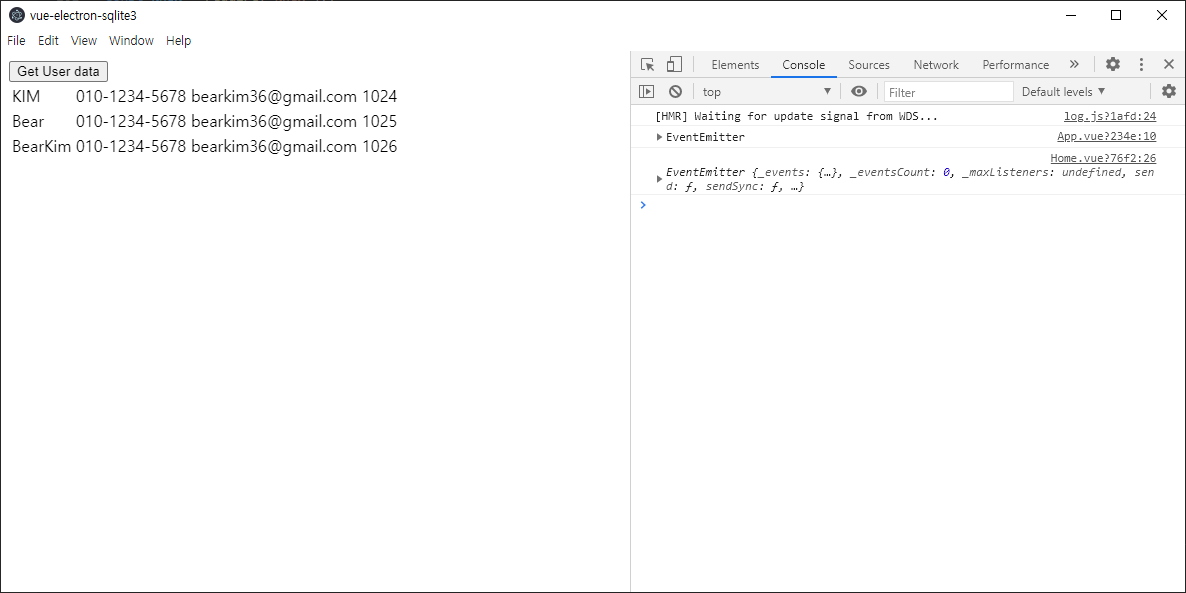 vue-electron-sqlite3
File Edit View Window Help
Get User data
KIM 010-1234-5678 bearkim36@gmail.com 1024
Bear 010-1234-5678 bearkim36@gmail.com 1025
BearKim 010-1234-5678 bearkim36@gmail.com 1026
Elements Console Sources Network Performance »
top ▼ Filter Default levels ▼
[HMR] Waiting for update signal from WDS... log.js?1afd:24
▶ EventEmitter App.vue?234e:10
Home.vue?76f2:26
▶ EventEmitter {_events: {…}, _eventsCount: 0, _maxListeners: undefined, sen
d: ƒ, sendSync: ƒ, …}
>